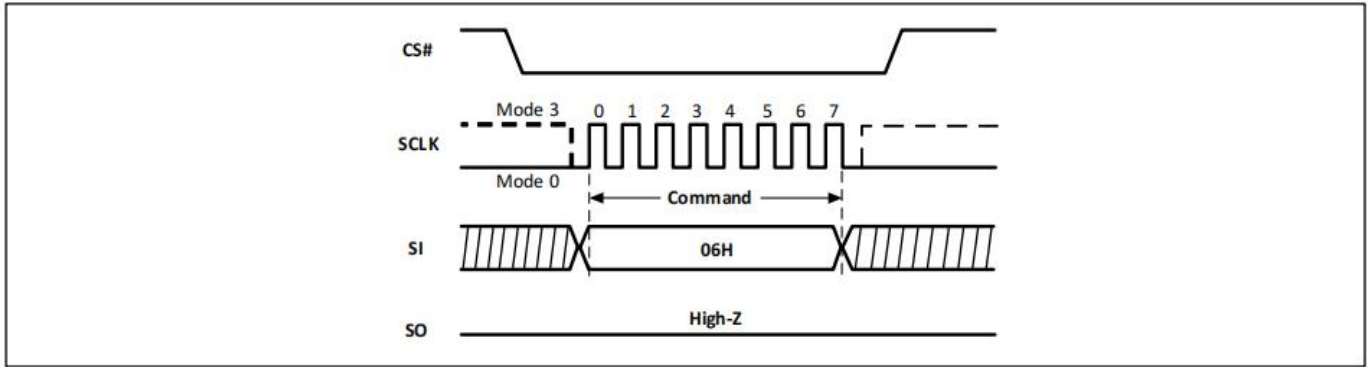 CS#
Mode 3 0 1 2 3 4 5 6 7
SCLK
Mode 0
Command
SI 06H
High-Z
SO